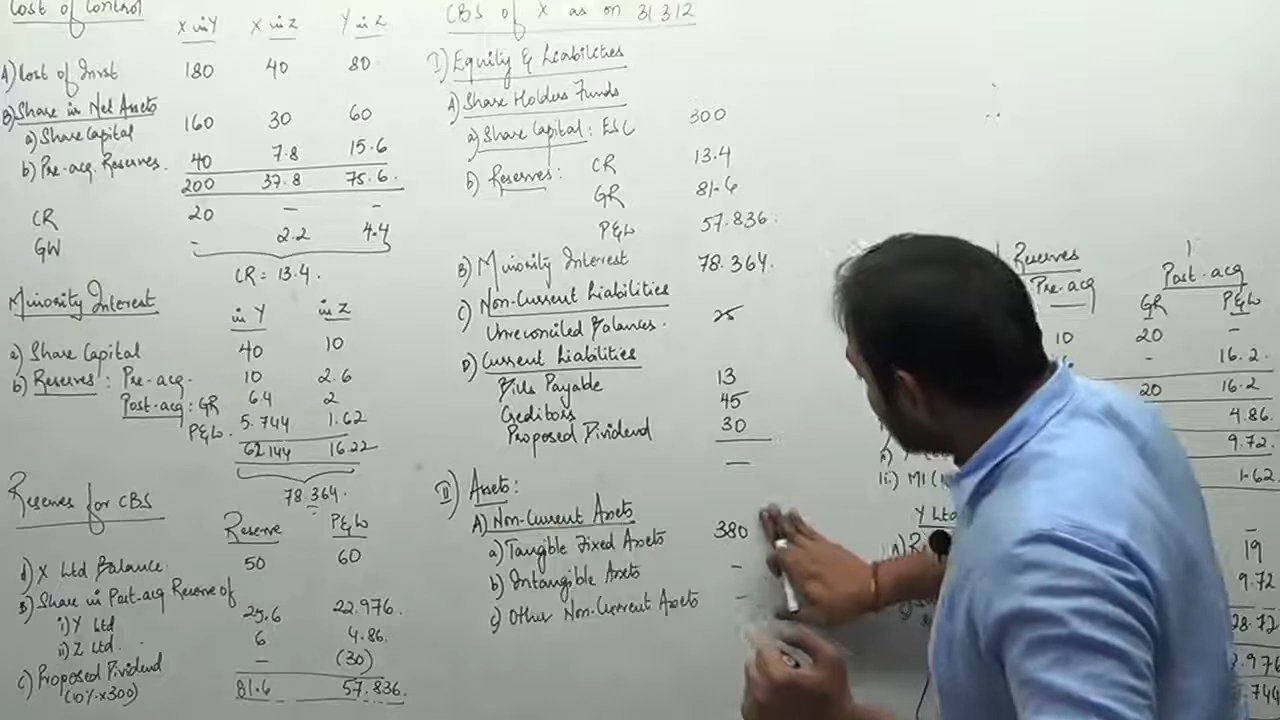 Cost of Control
X in Y X in Z Y in Z
A) Cost of Invst 180 40 80
B) Share in Net Assets
a) Share Capital 160 30 60
b) Pre-acq. Reserves. 40 7.8 15.6
200 37.8 75.6
CR 20 - -
GW - 2.2 4.4
CR = 13.4.
Minority Interest
in Y in Z
a) Share Capital 40 10
b) Reserves : Pre-acq. 10 2.6
Post-acq : GR 6.4 2
P&L. 5.744 1.62
62.144 16.22
78.364.
Reserves for CBS
Reserve P&L
A) X Ltd Balance. 50 60
B) Share in Post-acq Reserve of
i) Y Ltd 25.6 22.976.
ii) Z Ltd. 6 4.86.
C) Proposed Dividend - (30)
(10% x 300)
81.6 57.836.
CBS of X as on 31.3.12
I) Equity & Liabilities
A) Share Holders Funds
a) Share Capital : ESC 300
b) Reserves : CR 13.4
GR 81.6
P&L 57.836.
B) Minority Interest 78.364.
C) Non-Current Liabilities
Unreconciled Balances. 25
D) Current Liabilities
Bills Payable 13
Creditors 45
Proposed Dividend 30
—
II) Assets :
A) Non-Current Assets
a) Tangible Fixed Assets 380
b) Intangible Assets -
c) Other Non-Current Assets -
Reserves
Pre-acq Post-acq
GR P&L
10 20 -
- 16.2.
20 16.2
4.86.
9.72.
ii) MI ( 1.62
Y Ltd
19
9.72
28.72
.976
.744